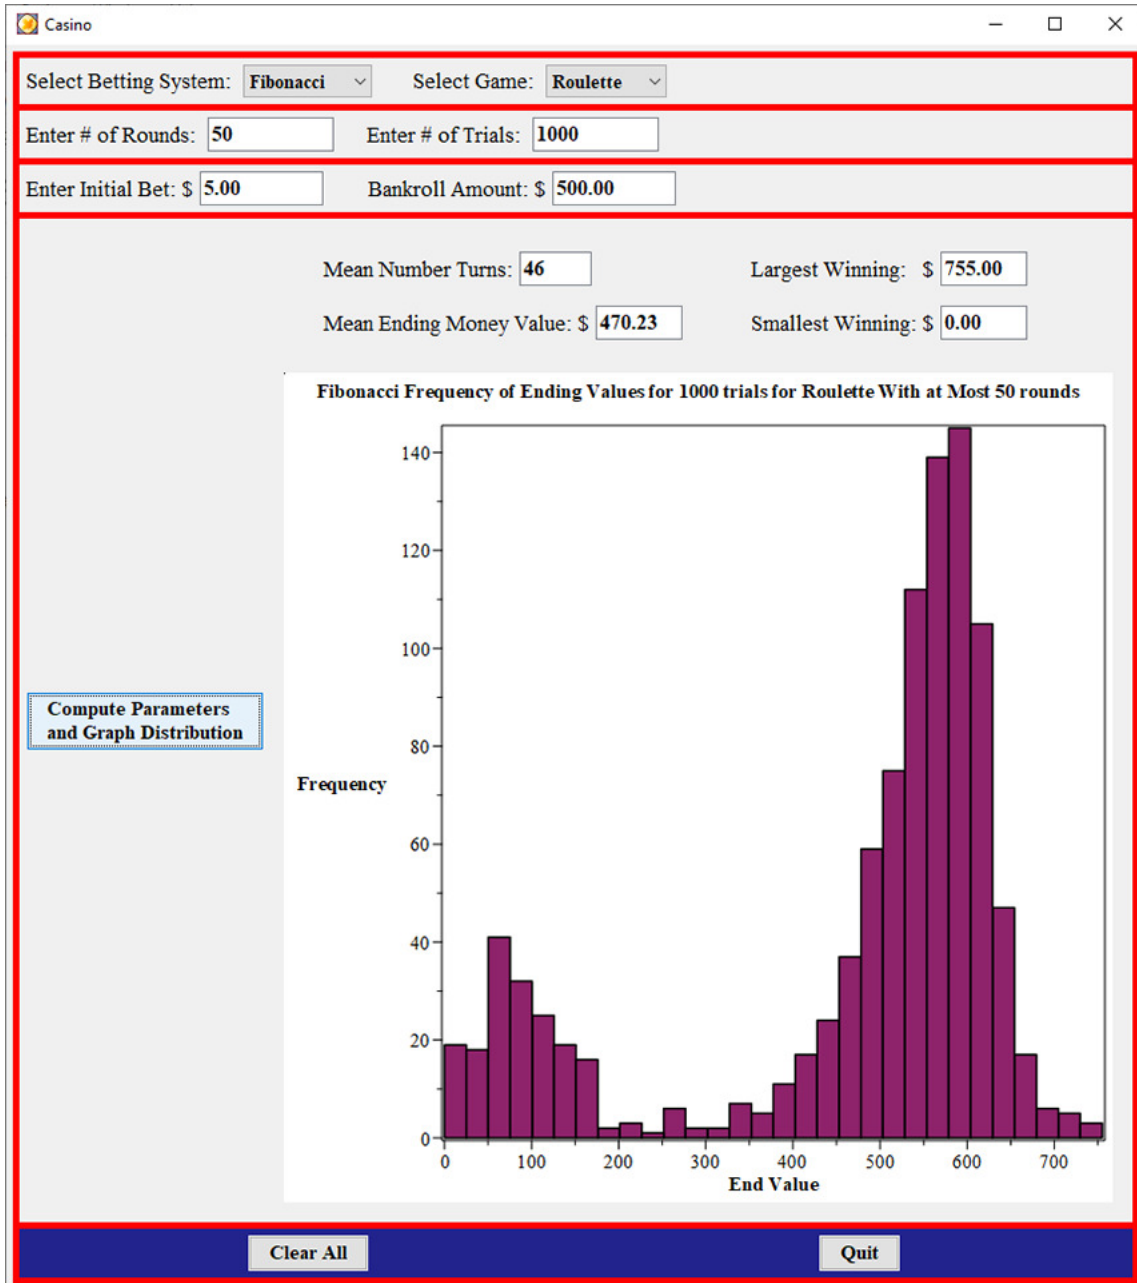 Casino
Select Betting System: Fibonacci Select Game: Roulette
Enter # of Rounds: 50 Enter # of Trials: 1000
Enter Initial Bet: $ 5.00 Bankroll Amount: $ 500.00
Mean Number Turns: 46 Largest Winning: $ 755.00
Mean Ending Money Value: $ 470.23 Smallest Winning: $ 0.00
Fibonacci Frequency of Ending Values for 1000 trials for Roulette With at Most 50 rounds
140
120
100
80
60
40
20
0
Compute Parameters
and Graph Distribution
Frequency
0 100 200 300 400 500 600 700
End Value
Clear All Quit